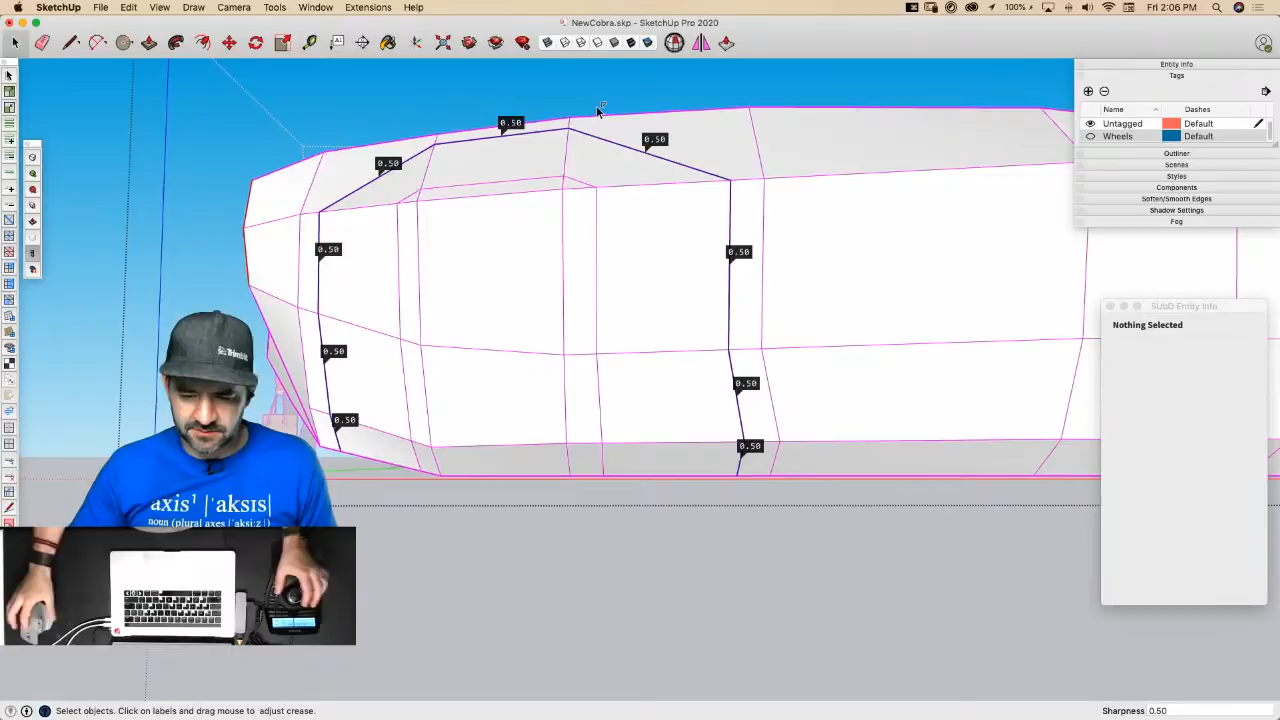 SketchUp File Edit View Draw Camera Tools Window Extensions Help
100% Fri 2:06 PM
NewCobra.skp - SketchUp Pro 2020
Entity Info
Tags
Name Dashes
Untagged Default
Wheels Default
Outliner
Scenes
Styles
Components
Soften/Smooth Edges
Shadow Settings
Fog
0.50
0.50
0.50
0.50
0.50
0.50
0.50
0.50
0.50
0.50
SUbD Entity Info
Nothing Selected
Trimble
axis¹ |ˈaksɪs|
noun (plural axes |ˈaksiːz|)
Select objects. Click on labels and drag mouse to adjust crease.
Sharpness 0.50